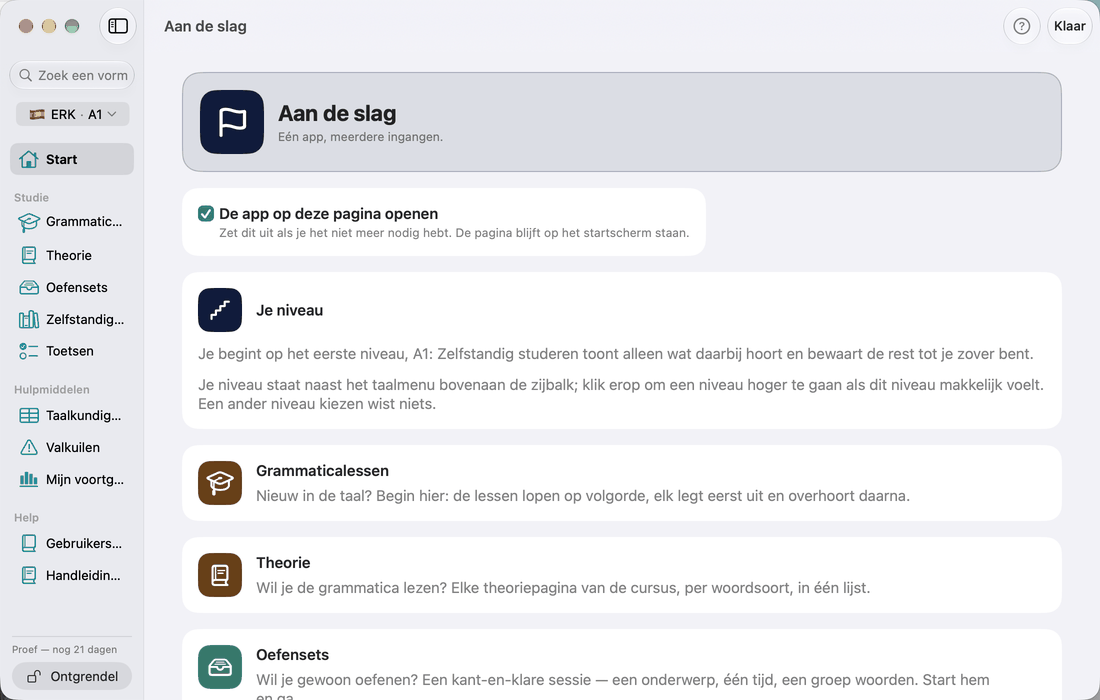 Aan de slag
Klaar
Zoek een vorm
ERK · A1
Start
Studie
Grammatic...
Theorie
Oefensets
Zelfstandig...
Toetsen
Hulpmiddelen
Taalkundig...
Valkuilen
Mijn voortg...
Help
Gebruikers...
Handleidin...
Proef — nog 21 dagen
Ontgrendel
Aan de slag
Eén app, meerdere ingangen.
De app op deze pagina openen
Zet dit uit als je het niet meer nodig hebt. De pagina blijft op het startscherm staan.
Je niveau
Je begint op het eerste niveau, A1: Zelfstandig studeren toont alleen wat daarbij hoort en bewaart de rest tot je zover bent.
Je niveau staat naast het taalmenu bovenaan de zijbalk; klik erop om een niveau hoger te gaan als dit niveau makkelijk voelt.
Een ander niveau kiezen wist niets.
Grammaticalessen
Nieuw in de taal? Begin hier: de lessen lopen op volgorde, elk legt eerst uit en overhoort daarna.
Theorie
Wil je de grammatica lezen? Elke theoriepagina van de cursus, per woordsoort, in één lijst.
Oefensets
Wil je gewoon oefenen? Een kant-en-klare sessie — een onderwerp, één tijd, een groep woorden. Start hem
en ga.